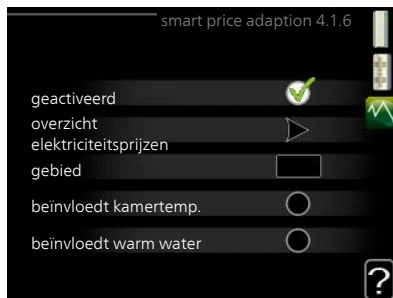 smart price adaption 4.1.6
geactiveerd
overzicht
elektriciteitsprijzen
gebied
beïnvloedt kamertemp.
beïnvloedt warm water
?